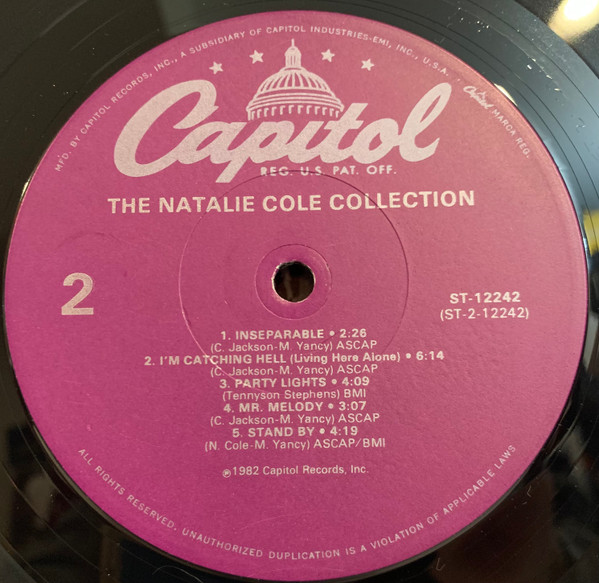 MF'D. BY CAPITOL RECORDS, INC., A SUBSIDIARY OF CAPITOL INDUSTRIES-EMI, INC., U.S.A.
Capitol MARCA REG.
Capitol
REG. U.S. PAT. OFF.
THE NATALIE COLE COLLECTION
2
ST-12242
(ST-2-12242)
1. INSEPARABLE • 2:26
(C. Jackson-M. Yancy) ASCAP
2. I'M CATCHING HELL (Living Here Alone) • 6:14
(C. Jackson-M. Yancy) ASCAP
3. PARTY LIGHTS • 4:09
(Tennyson Stephens) BMI
4. MR. MELODY • 3:07
(C. Jackson-M. Yancy) ASCAP
5. STAND BY • 4:19
(N. Cole-M. Yancy) ASCAP/BMI
℗1982 Capitol Records, Inc.
ALL RIGHTS RESERVED. UNAUTHORIZED DUPLICATION IS A VIOLATION OF APPLICABLE LAWS